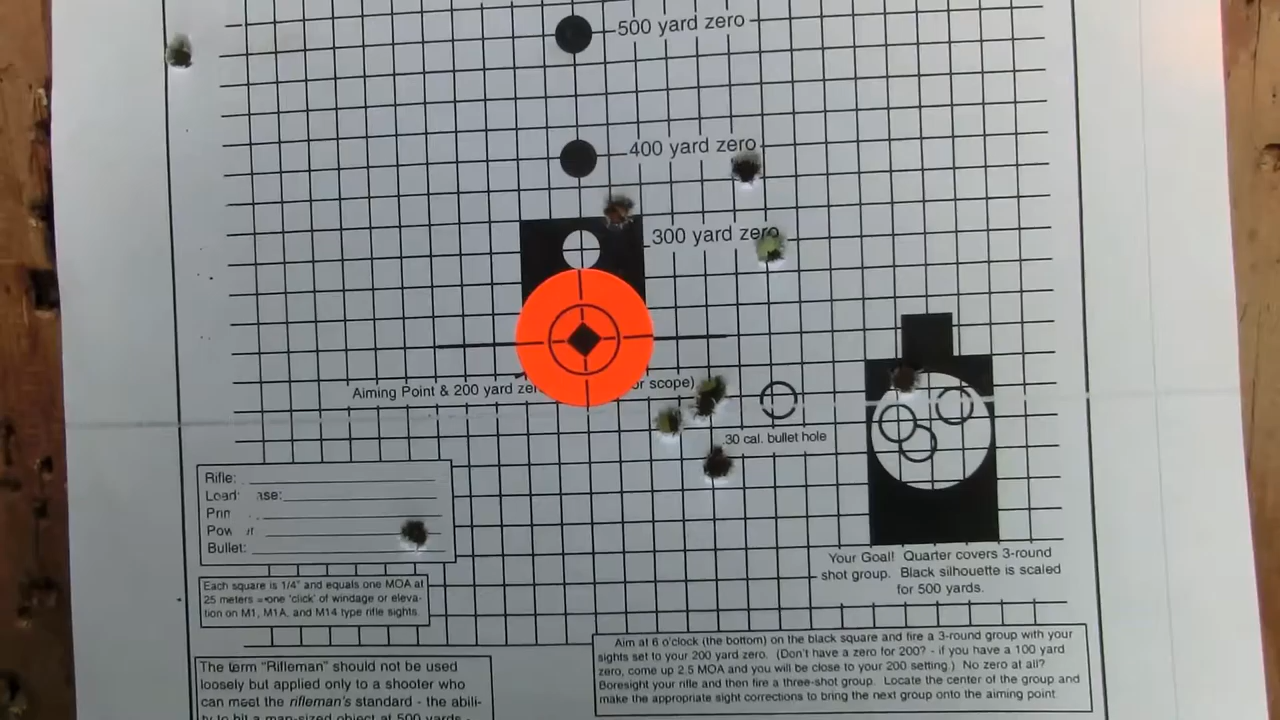 500 yard zero
400 yard zero
300 yard zero
Aiming Point & 200 yard or scope)
.30 cal. bullet hole
Rifle:
Load: ase:
Prin
Pow r
Bullet:
Your Goal! Quarter covers 3-round
shot group. Black silhouette is scaled
for 500 yards.
Each square is 1/4" and equals one MOA at
25 meters = one 'click' of windage or eleva-
tion on M1, M1A, and M14 type rifle sights.
Aim at 6 o'clock (the bottom) on the black square and fire a 3-round group with your
sights set to your 200 yard zero. (Don't have a zero for 200? - if you have a 100 yard
zero, come up 2.5 MOA and you will be close to your 200 setting.) No zero at all?
Boresight your rifle and then fire a three-shot group. Locate the center of the group and
make the appropriate sight corrections to bring the next group onto the aiming point.
The term "Rifleman" should not be used
loosely but applied only to a shooter who
can meet the rifleman's standard - the abili-
ty to hit a man-sized object at 500 yards -